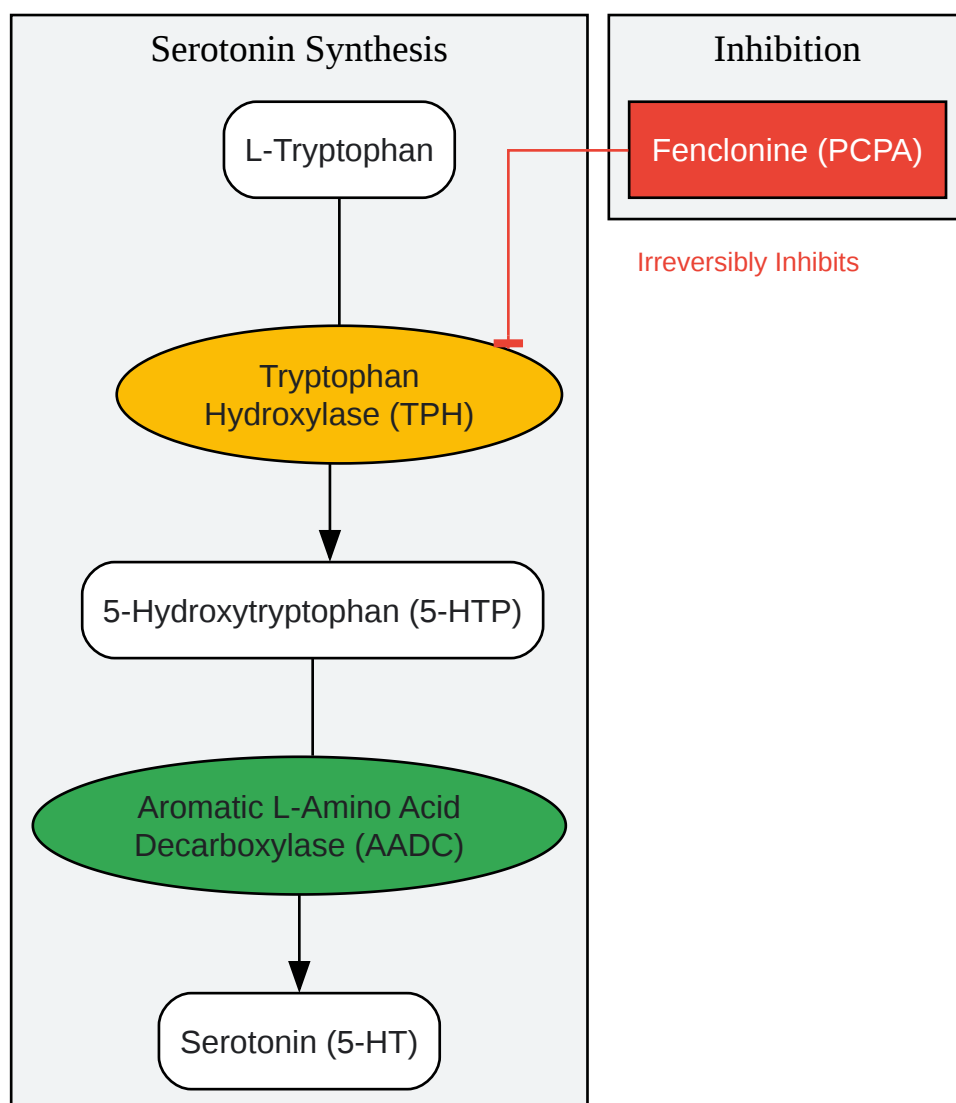 Serotonin Synthesis
Inhibition
L-Tryptophan
Fenclonine (PCPA)
Irreversibly Inhibits
Tryptophan
Hydroxylase (TPH)
5-Hydroxytryptophan (5-HTP)
Aromatic L-Amino Acid
Decarboxylase (AADC)
Serotonin (5-HT)